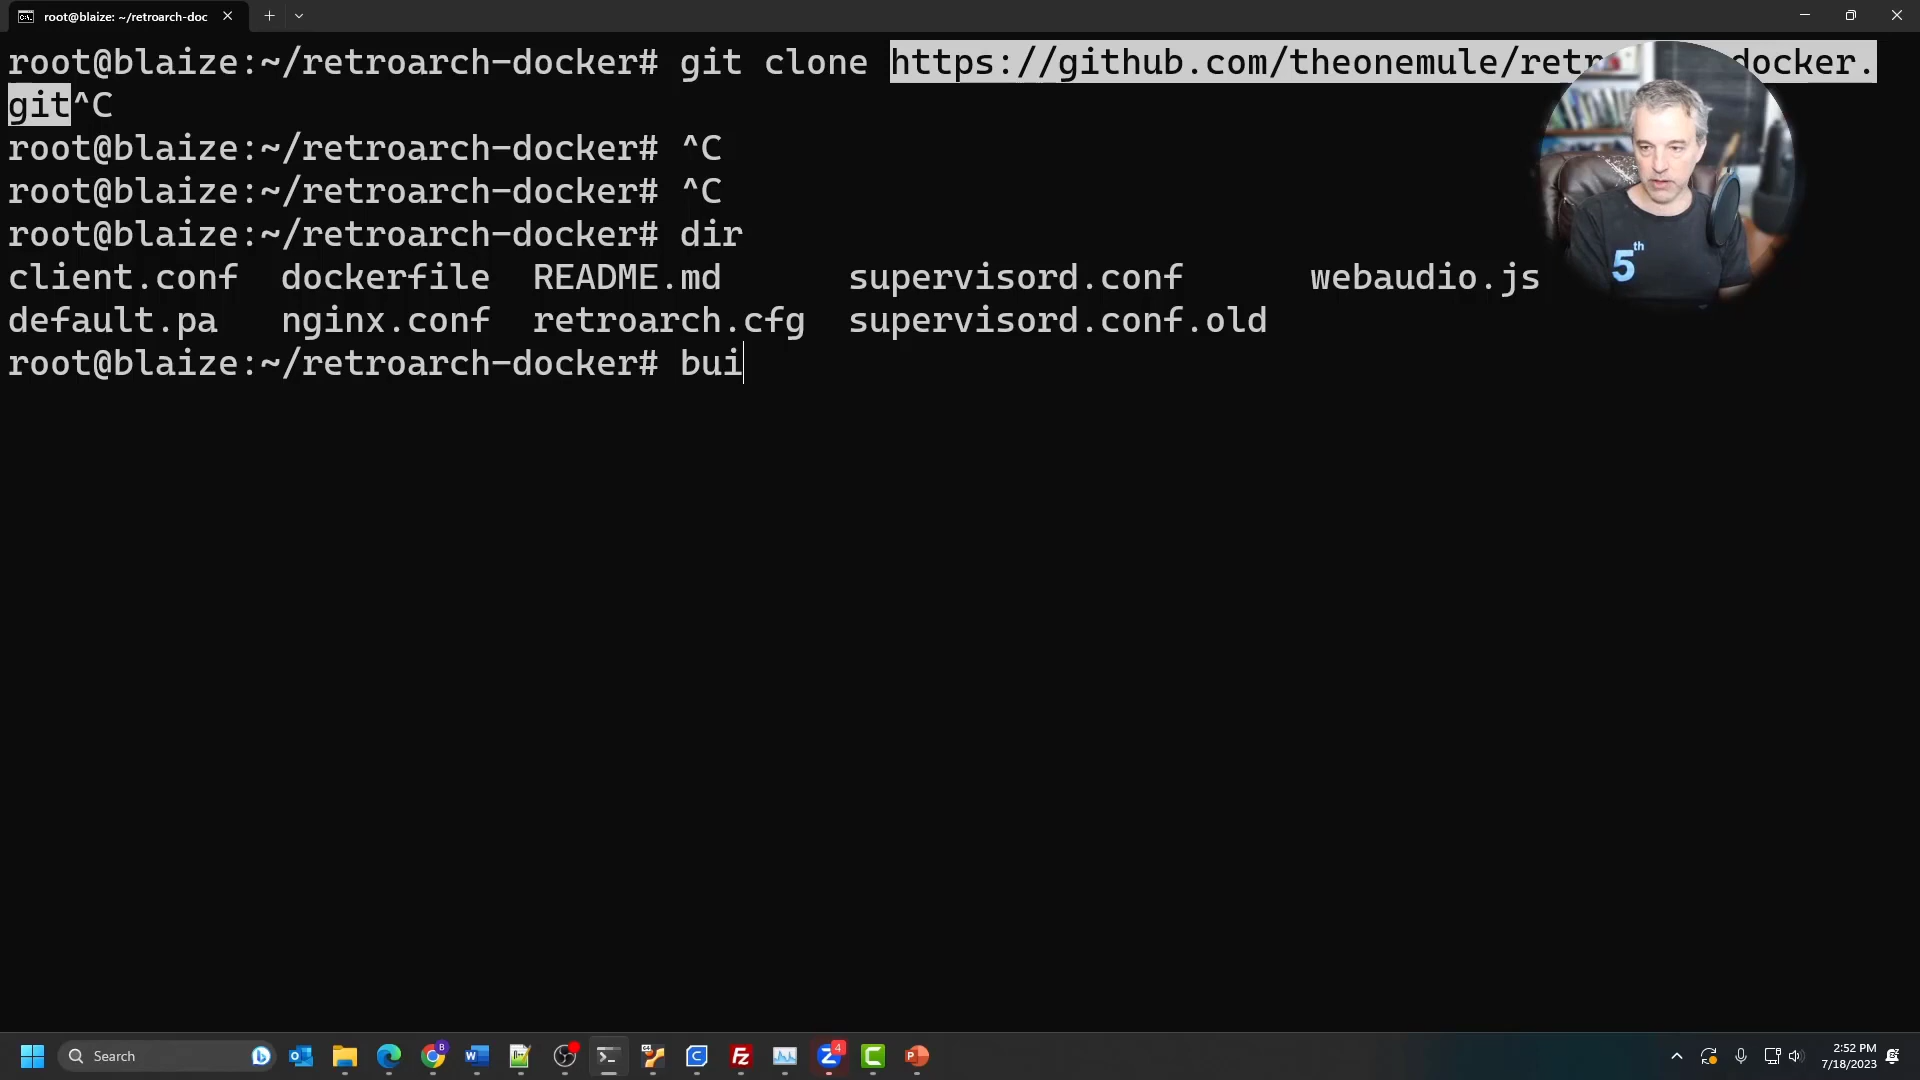 root@blaize: ~/retroarch-doc
root@blaize:~/retroarch-docker# git clone https://github.com/theonemule/retr docker.
git^C
root@blaize:~/retroarch-docker# ^C
root@blaize:~/retroarch-docker# ^C
root@blaize:~/retroarch-docker# dir
client.conf dockerfile README.md supervisord.conf webaudio.js
default.pa nginx.conf retroarch.cfg supervisord.conf.old
root@blaize:~/retroarch-docker# bui
5th
Search
2:52 PM
7/18/2023